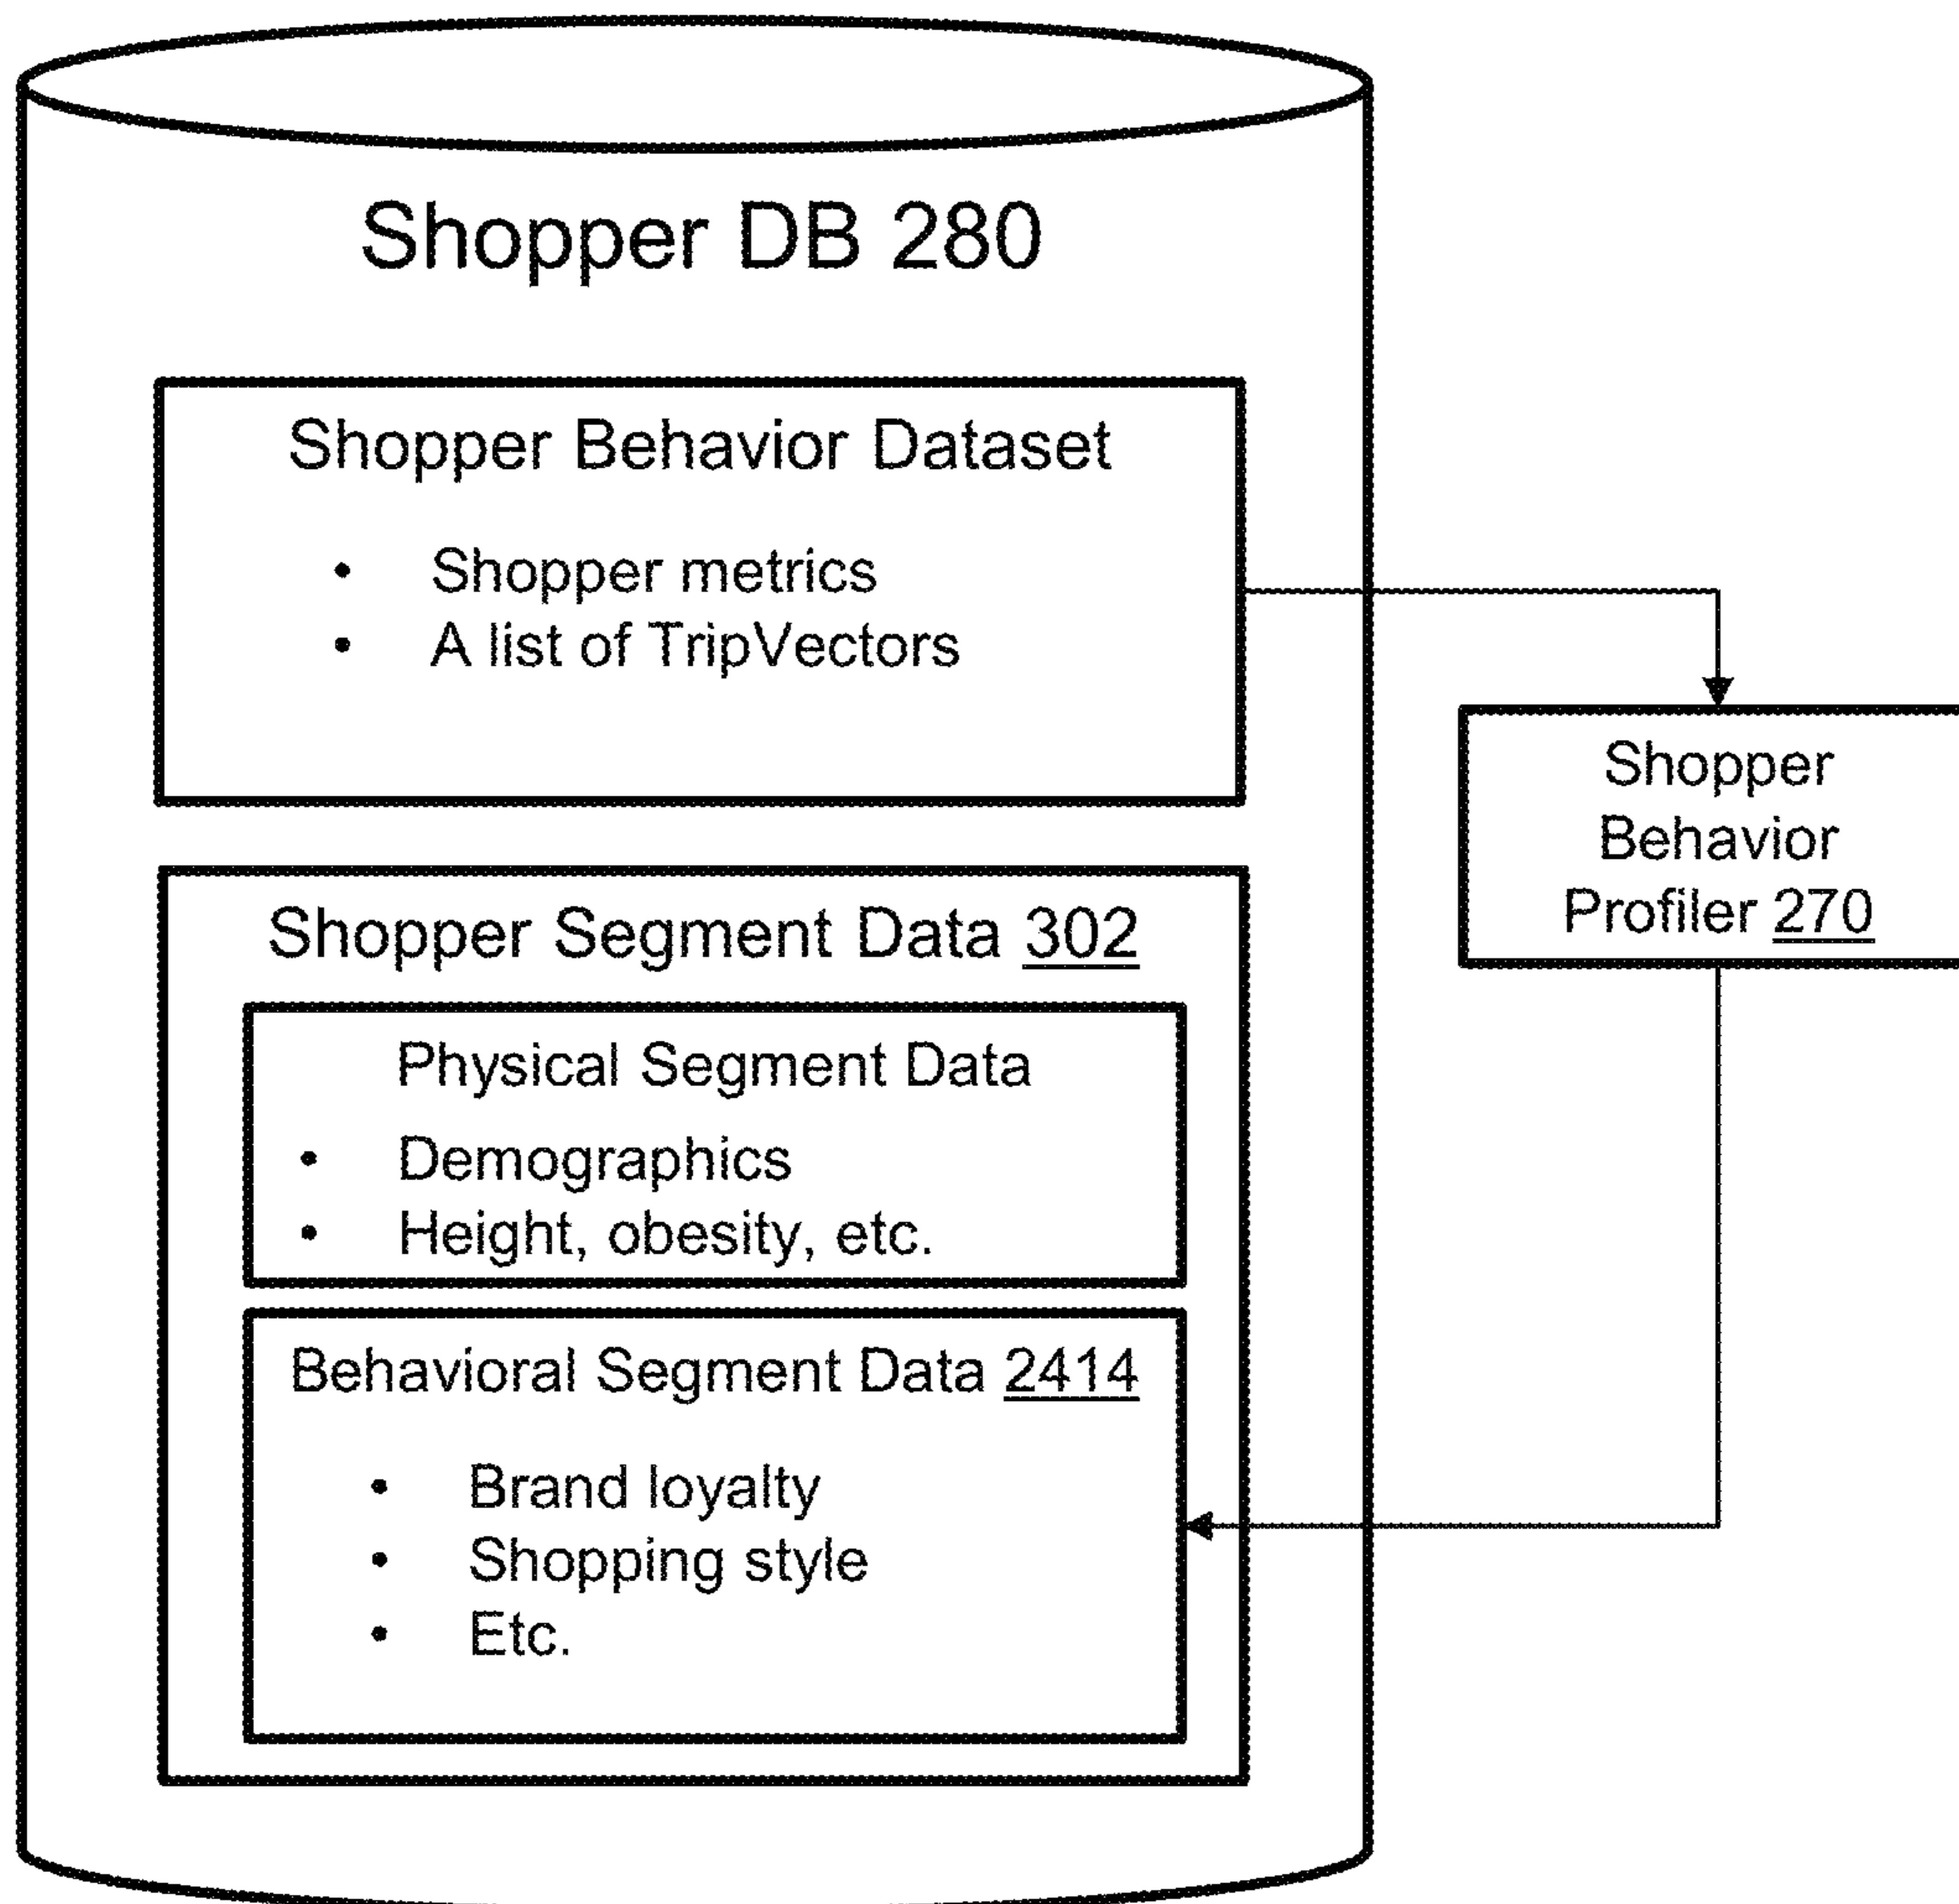 Shopper DB 280
Shopper Behavior Dataset
• Shopper metrics
• A list of TripVectors
Shopper
Behavior
Profiler 270
Shopper Segment Data 302
Physical Segment Data
• Demographics
• Height, obesity, etc.
Behavioral Segment Data 2414
• Brand loyalty
• Shopping style
• Etc.